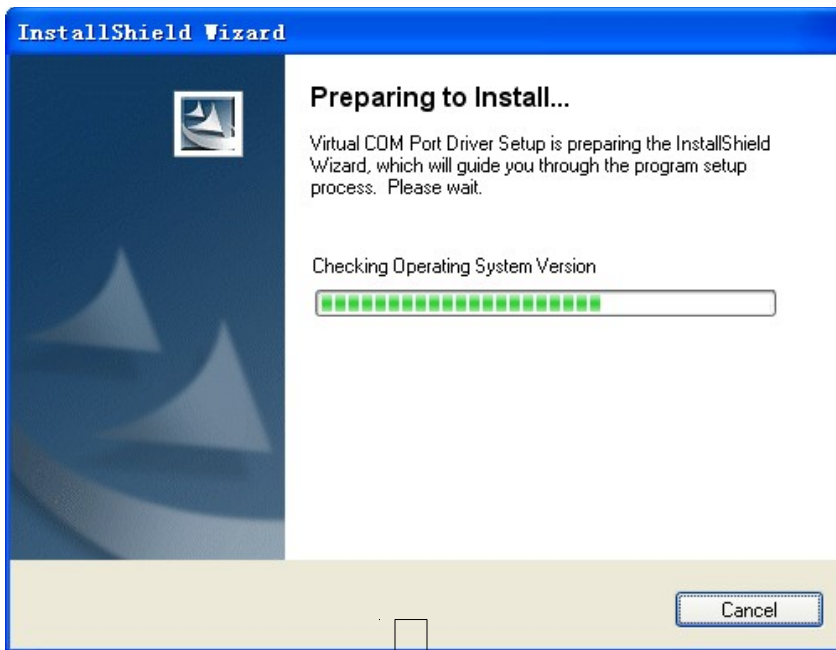 InstallShield Wizard
Preparing to Install...
Virtual COM Port Driver Setup is preparing the InstallShield
Wizard, which will guide you through the program setup
process. Please wait.
Checking Operating System Version
Cancel